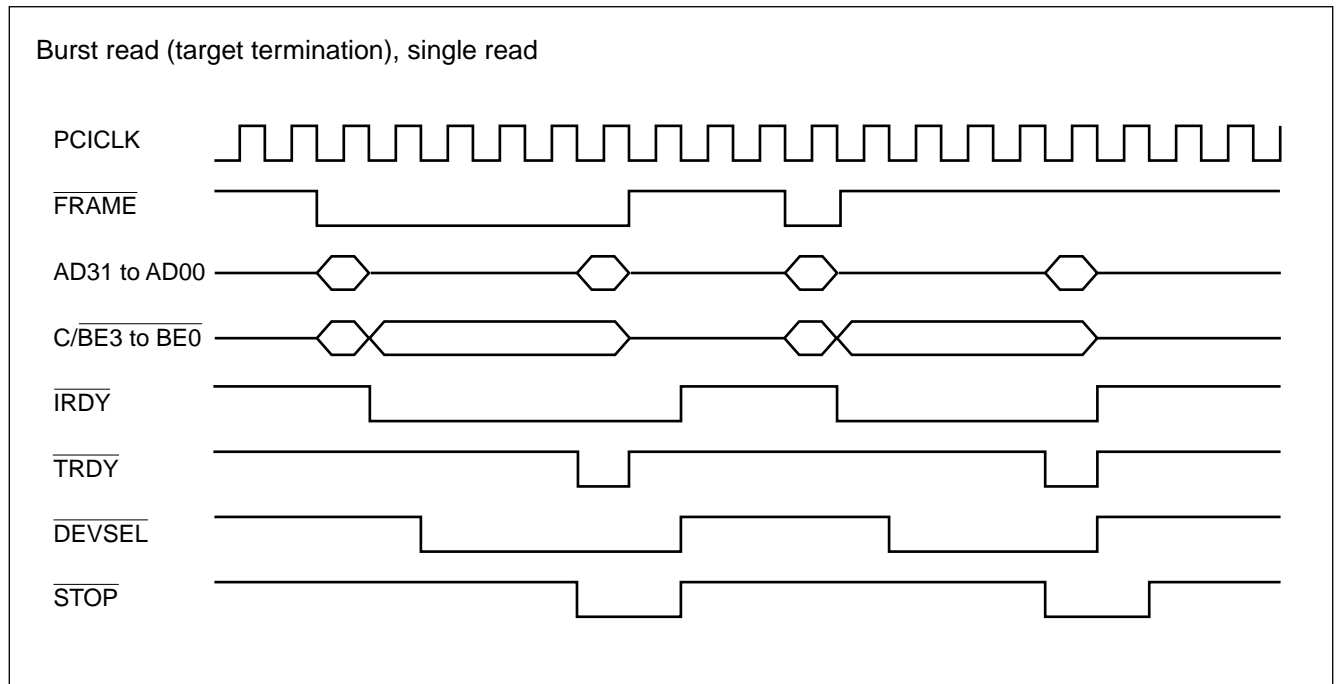 Burst read (target termination), single read
PCICLK
FRAME
AD31 to AD00
C/BE3 to BE0
IRDY
TRDY
DEVSEL
STOP